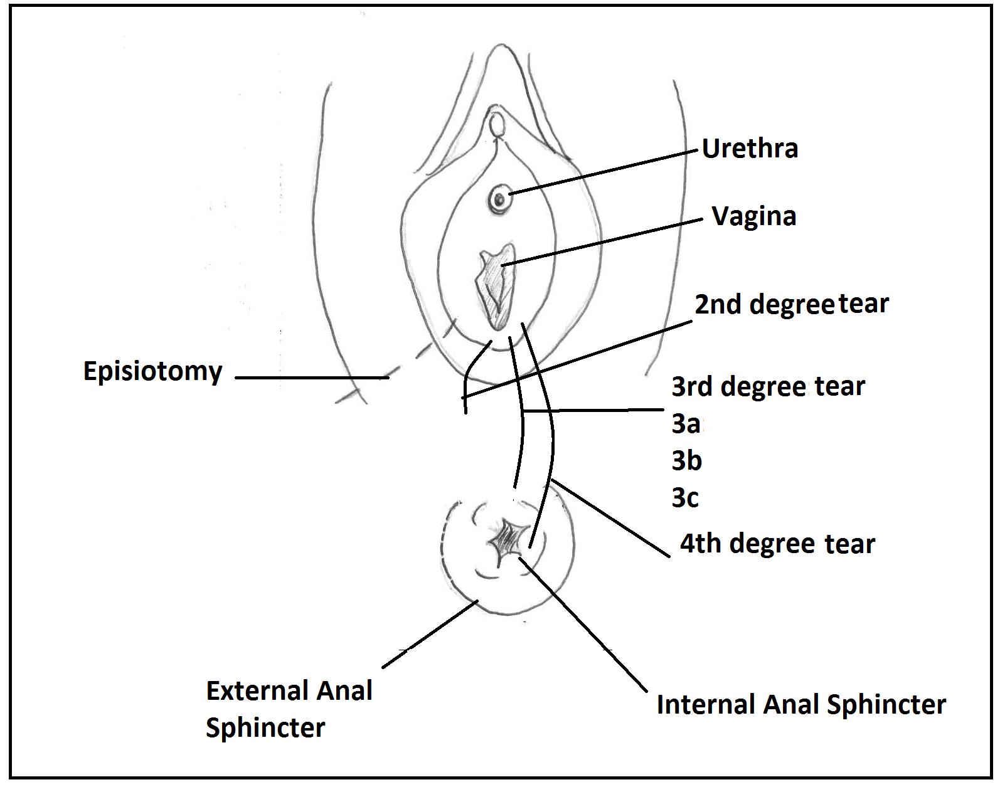 Urethra
Vagina
2nd degree tear
Episiotomy
3rd degree tear
3a
3b
3c
4th degree tear
External Anal
Sphincter
Internal Anal Sphincter